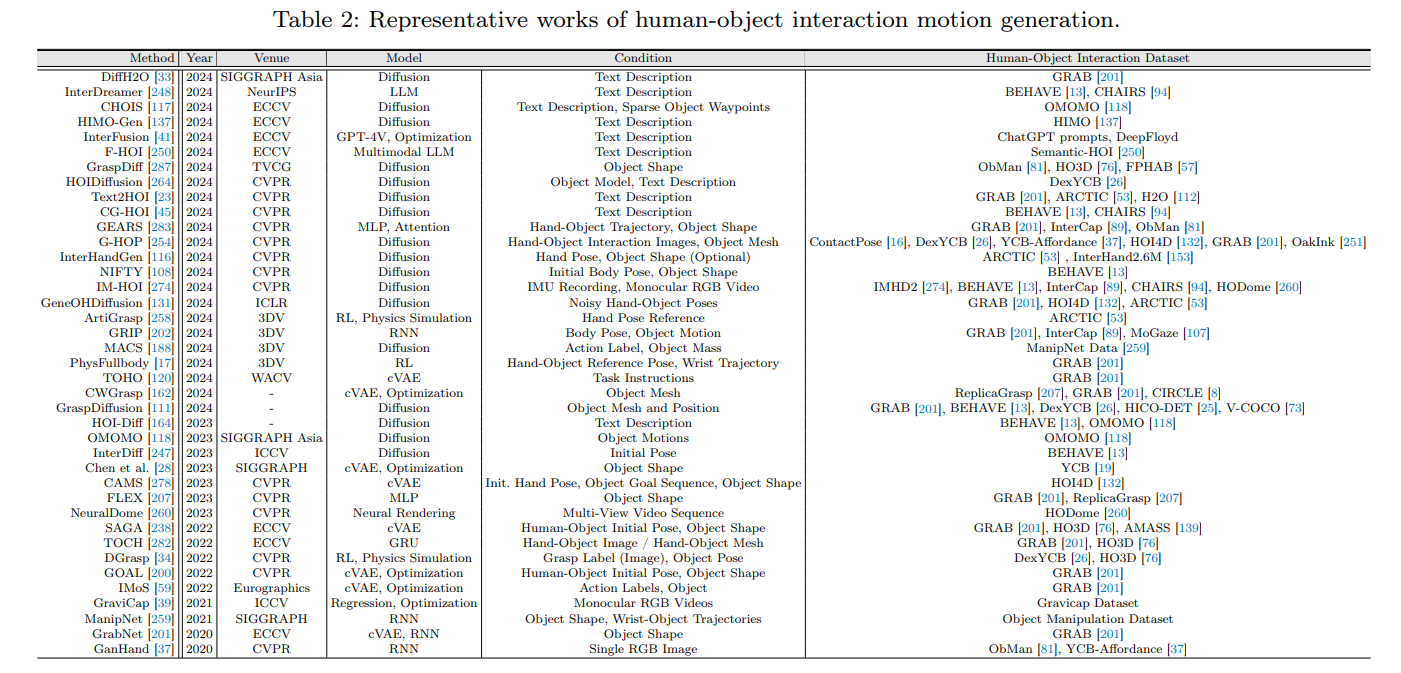 Table 2: Representative works of human-object interaction motion generation.
Method Year Venue Model Condition Human-Object Interaction Dataset
DiffH2O [33] 2024 SIGGRAPH Asia Diffusion Text Description GRAB [201]
InterDreamer [248] 2024 NeurIPS LLM Text Description BEHAVE [13], CHAIRS [94]
CHOIS [117] 2024 ECCV Diffusion Text Description, Sparse Object Waypoints OMOMO [118]
HIMO-Gen [137] 2024 ECCV Diffusion Text Description HIMO [137]
InterFusion [41] 2024 ECCV GPT-4V, Optimization Text Description ChatGPT prompts, DeepFloyd
F-HOI [250] 2024 ECCV Multimodal LLM Text Description Semantic-HOI [250]
GraspDiff [287] 2024 TVCG Diffusion Object Shape ObMan [81], HO3D [76], FPHAB [57]
HOIDiffusion [264] 2024 CVPR Diffusion Object Model, Text Description DexYCB [26]
Text2HOI [23] 2024 CVPR Diffusion Text Description GRAB [201], ARCTIC [53], H2O [112]
CG-HOI [45] 2024 CVPR Diffusion Text Description BEHAVE [13], CHAIRS [94]
GEARS [283] 2024 CVPR MLP, Attention Hand-Object Trajectory, Object Shape GRAB [201], InterCap [89], ObMan [81]
G-HOP [254] 2024 CVPR Diffusion Hand-Object Interaction Images, Object Mesh ContactPose [16], DexYCB [26], YCB-Affordance [37], HOI4D [132], GRAB [201], OakInk [251]
InterHandGen [116] 2024 CVPR Diffusion Hand Pose, Object Shape (Optional) ARCTIC [53] , InterHand2.6M [153]
NIFTY [108] 2024 CVPR Diffusion Initial Body Pose, Object Shape BEHAVE [13]
IM-HOI [274] 2024 CVPR Diffusion IMU Recording, Monocular RGB Video IMHD2 [274], BEHAVE [13], InterCap [89], CHAIRS [94], HODome [260]
GeneOHDiffusion [131] 2024 ICLR Diffusion Noisy Hand-Object Poses GRAB [201], HOI4D [132], ARCTIC [53]
ArtiGrasp [258] 2024 3DV RL, Physics Simulation Hand Pose Reference ARCTIC [53]
GRIP [202] 2024 3DV RNN Body Pose, Object Motion GRAB [201], InterCap [89], MoGaze [107]
MACS [188] 2024 3DV Diffusion Action Label, Object Mass ManipNet Data [259]
PhysFullbody [17] 2024 3DV RL Hand-Object Reference Pose, Wrist Trajectory GRAB [201]
TOHO [120] 2024 WACV cVAE Task Instructions GRAB [201]
CWGrasp [162] 2024 - cVAE, Optimization Object Mesh ReplicaGrasp [207], GRAB [201], CIRCLE [8]
GraspDiffusion [111] 2024 - Diffusion Object Mesh and Position GRAB [201], BEHAVE [13], DexYCB [26], HICO-DET [25], V-COCO [73]
HOI-Diff [164] 2023 - Diffusion Text Description BEHAVE [13], OMOMO [118]
OMOMO [118] 2023 SIGGRAPH Asia Diffusion Object Motions OMOMO [118]
InterDiff [247] 2023 ICCV Diffusion Initial Pose BEHAVE [13]
Chen et al. [28] 2023 SIGGRAPH cVAE, Optimization Object Shape YCB [19]
CAMS [278] 2023 CVPR cVAE Init. Hand Pose, Object Goal Sequence, Object Shape HOI4D [132]
FLEX [207] 2023 CVPR MLP Object Shape GRAB [201], ReplicaGrasp [207]
NeuralDome [260] 2023 CVPR Neural Rendering Multi-View Video Sequence HODome [260]
SAGA [238] 2022 ECCV cVAE Human-Object Initial Pose, Object Shape GRAB [201], HO3D [76], AMASS [139]
TOCH [282] 2022 ECCV GRU Hand-Object Image / Hand-Object Mesh GRAB [201], HO3D [76]
DGrasp [34] 2022 CVPR RL, Physics Simulation Grasp Label (Image), Object Pose DexYCB [26], HO3D [76]
GOAL [200] 2022 CVPR cVAE, Optimization Human-Object Initial Pose, Object Shape GRAB [201]
IMoS [59] 2022 Eurographics cVAE, Optimization Action Labels, Object GRAB [201]
GraviCap [39] 2021 ICCV Regression, Optimization Monocular RGB Videos Gravicap Dataset
ManipNet [259] 2021 SIGGRAPH RNN Object Shape, Wrist-Object Trajectories Object Manipulation Dataset
GrabNet [201] 2020 ECCV cVAE, RNN Object Shape GRAB [201]
GanHand [37] 2020 CVPR RNN Single RGB Image ObMan [81], YCB-Affordance [37]